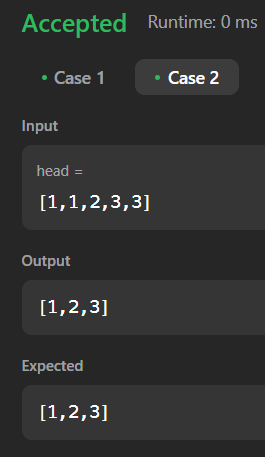 Accepted Runtime: 0 ms
• Case 1 • Case 2
Input
head =
[1,1,2,3,3]
Output
[1,2,3]
Expected
[1,2,3]